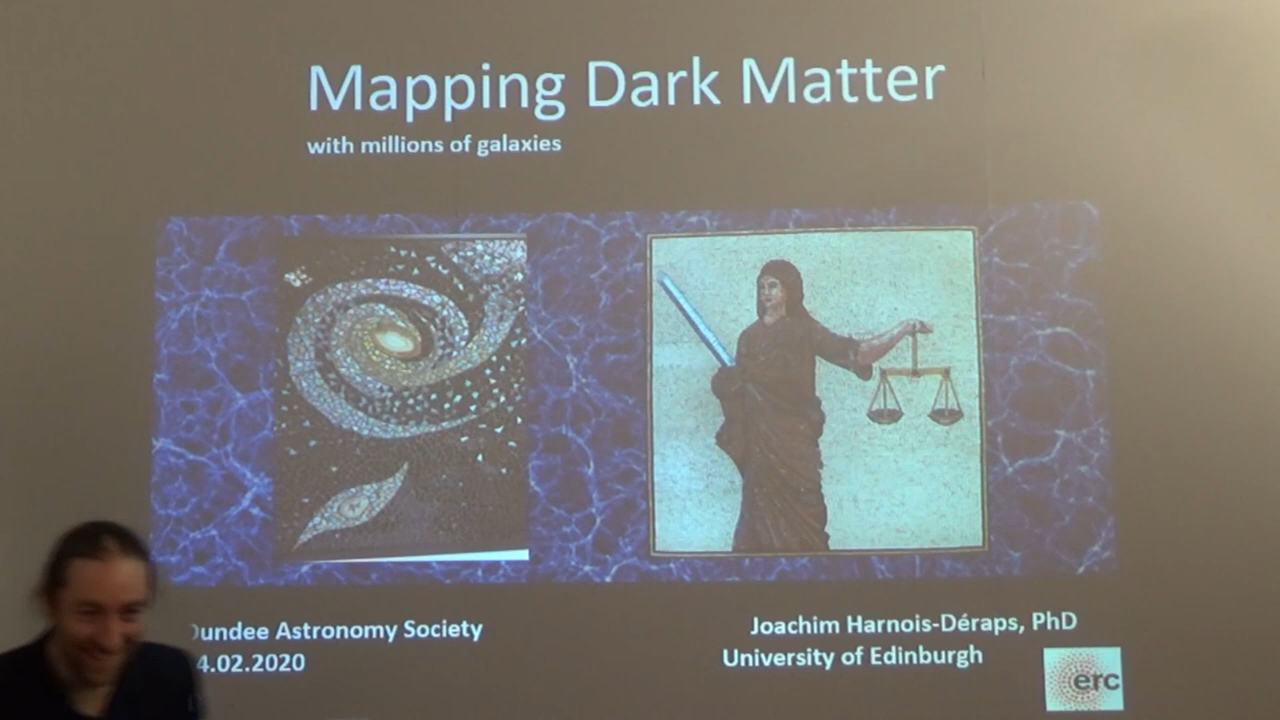 Mapping Dark Matter
with millions of galaxies
Dundee Astronomy Society
4.02.2020
Joachim Harnois-Déraps, PhD
University of Edinburgh
erc